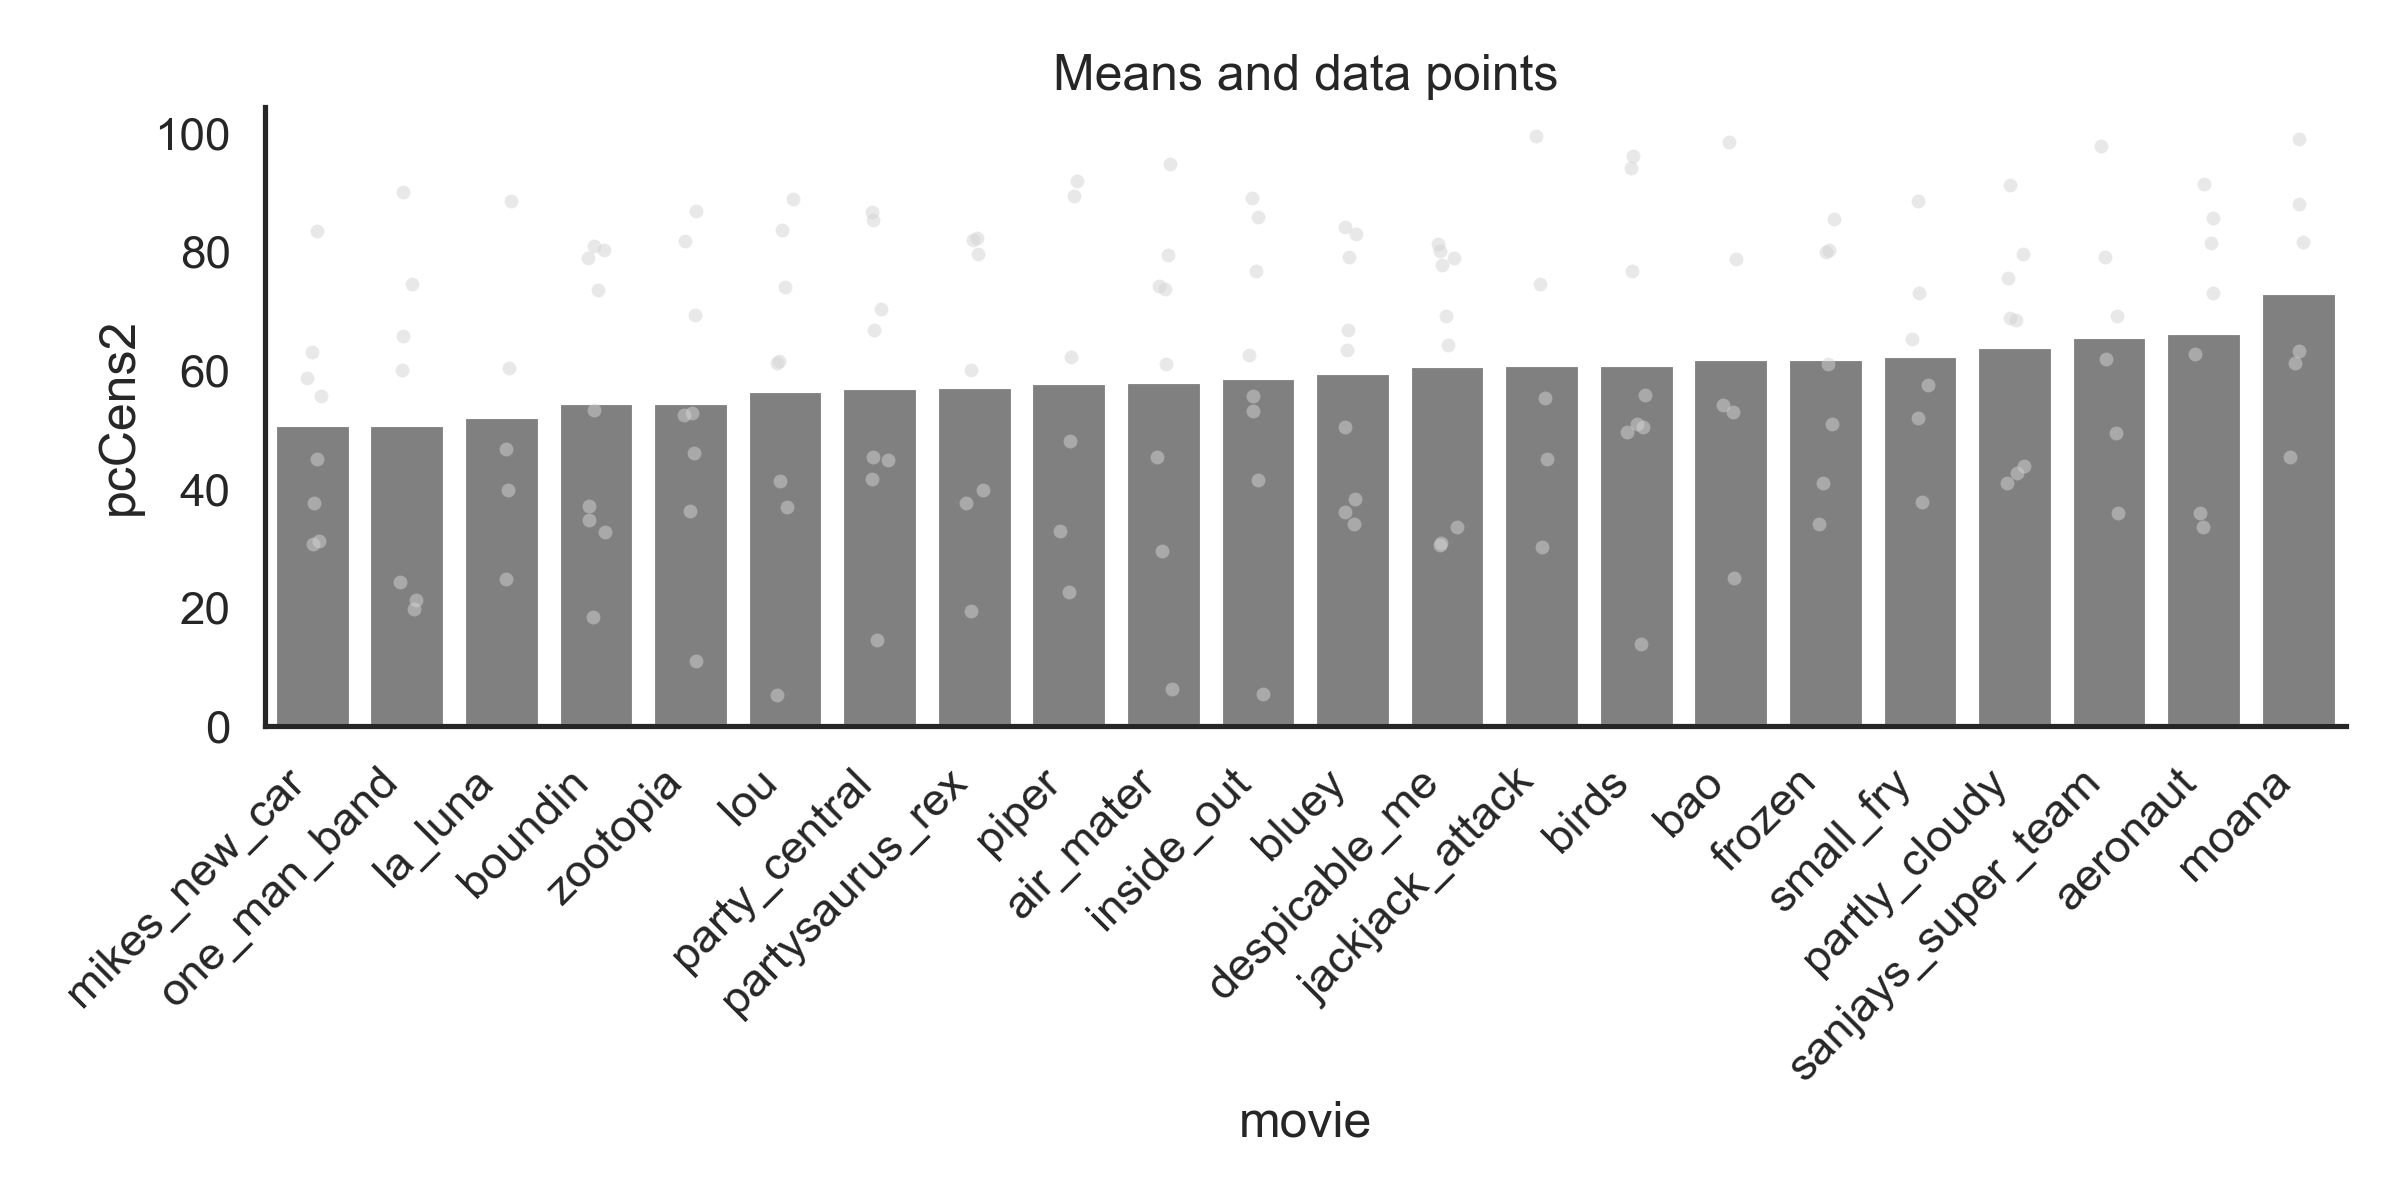 Means and data points
100
80
60
40
20
0
pcCens2
mikes_new_car
one_man_band
la_luna
boundin
zootopia
lou
party_central
partysaurus_rex
piper
air_mater
inside_out
bluey
despicable_me
jackjack_attack
birds
bao
frozen
small_fry
partly_cloudy
sanjays_super_team
aeronaut
moana
movie